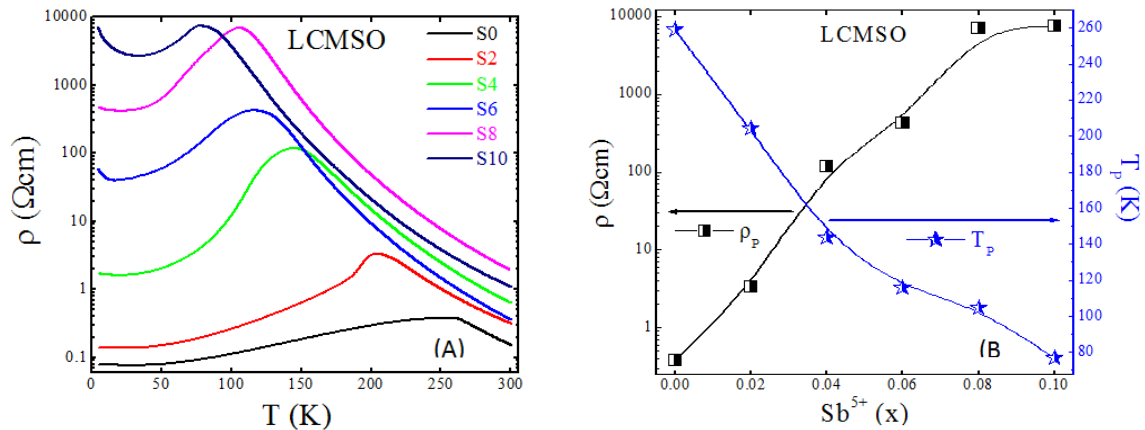 10000
1000
100
10
1
0.1
ρ (Ωcm)
LCMSO
S0
S2
S4
S6
S8
S10
(A)
0 50 100 150 200 250 300
T (K)
10000
1000
100
10
1
ρ (Ωcm)
LCMSO
ρp
Tp
(B)
260
240
220
200
180
160
140
120
100
80
Tp (K)
0.00 0.02 0.04 0.06 0.08 0.10
Sb5+ (x)